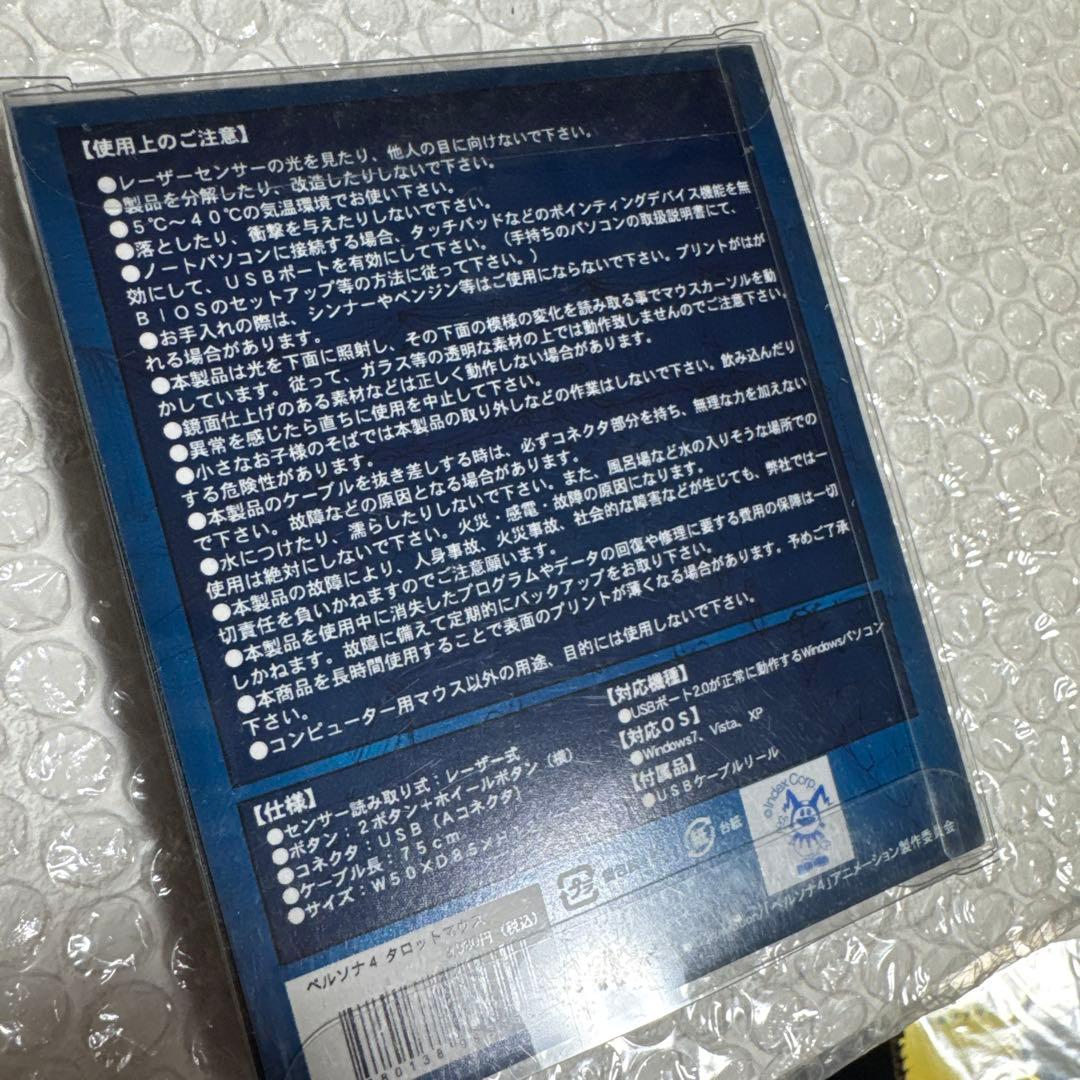 【使用上のご注意】
●レーザーセンサーの光を見たり、他人の目に向けないで下さい。
●製品を分解したり、改造したりしないで下さい。
●5℃～40℃の気温環境でお使い下さい。
●落としたり、衝撃を与えたりしないで下さい。
●ノートパソコンに接続する場合、タッチパッドなどのポインティングデバイス機能を無
効にして、USBポートを有効にして下さい。（手持ちのパソコンの取扱説明書にて、
BIOSのセットアップ等の方法に従って下さい。）
●お手入れの際は、シンナーやベンジン等はご使用にならないで下さい。プリントがはが
れる場合があります。
●本製品は光を下面に照射し、その下面の模様の変化を読み取る事でマウスカーソルを動
かしています。従って、ガラス等の透明な素材の上では動作致しませんのでご注意下さい。
●鏡面仕上げのある素材などは正しく動作しない場合があります。
●異常を感じたら直ちに使用を中止して下さい。
●小さなお子様のそばでは本製品の取り外しなどの作業はしないで下さい。飲み込んだり
する危険性があります。
●本製品のケーブルを抜き差しする時は、必ずコネクタ部分を持ち、無理な力を加えない
で下さい。故障などの原因となる場合があります。
●水につけたり、濡らしたりしないで下さい。また、風呂場など水の入りそうな場所での
使用は絶対にしないで下さい。火災・感電・故障の原因になります。
●本製品の故障により、人身事故、火災事故、社会的な障害などが生じても、弊社では一
切責任を負いかねますのでご注意願います。
●本製品を使用中に消失したプログラムやデータの回復や修理に要する費用の保障は一切
しかねます。故障に備えて定期的にバックアップをお取り下さい。
●本商品を長時間使用することで表面のプリントが薄くなる場合があります。予めご了承
下さい。
●コンピューター用マウス以外の用途、目的には使用しないで下さい。
【仕様】
●センサー読み取り式：レーザー式
●ボタン：2ボタン+ホイールボタン（横）
●コネクタ：USB（Aコネクタ）
●ケーブル長：75cm
●サイズ：W50×D85×H12
【対応機種】
●USBポート2.0が正常に動作するWindowsパソコン
【対応OS】
●Windows7、Vista、XP
【付属品】
●USBケーブルリール
©Index Corp
台紙
ペルソナ4」アニメーション製作委員会
ペルソナ4 タロットマウス
円（税込）